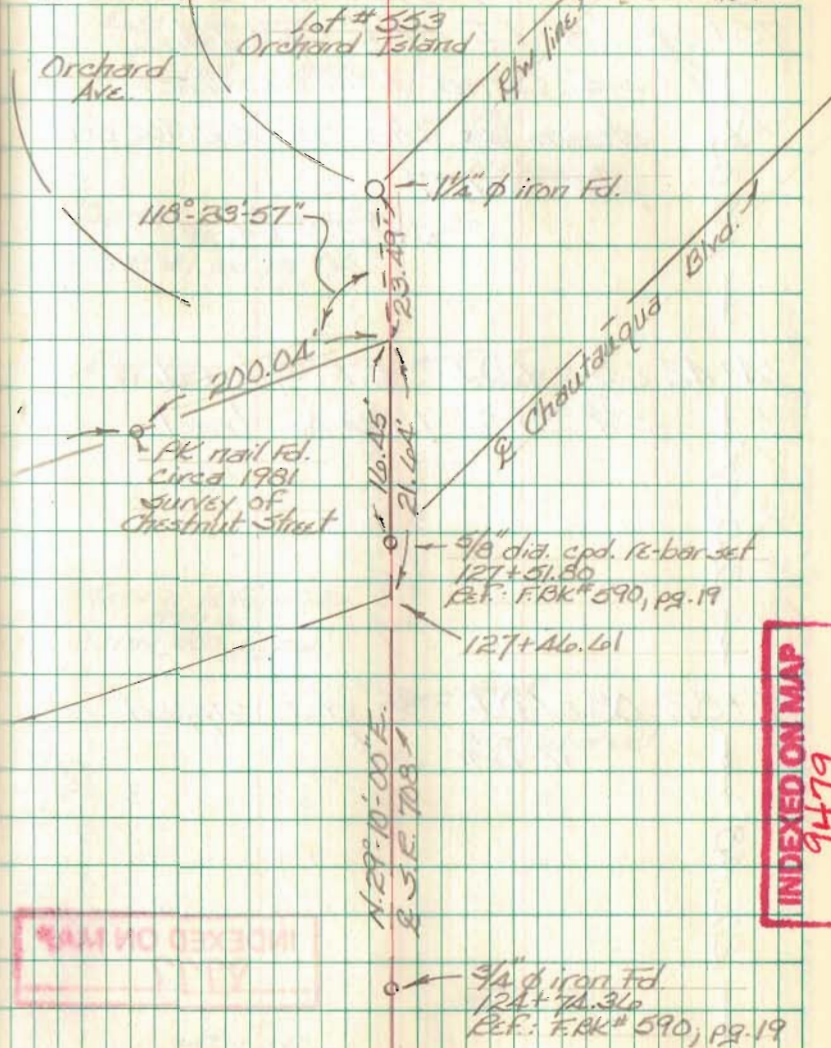 Lot #553
Orchard Island
Orchard
Ave.
R/W line
1¼" ϕ iron Fd.
118°-23'-57"
23.49'
Blvd.
200.04'
℄ Chautauqua
PK nail Fd.
Circa 1981
Survey of
Chestnut Street
16.45'
21.64'
5/8" dia. cpd. re-bar set
127+51.80
REF.: F.BK# 590, pg.19
127+46.61
N.29°-10'-00"E.
℄ S.R. 708
INDEXED ON MAP
9479
3/4" ϕ iron Fd.
124+74.36
REF.: F.BK# 590, pg.19